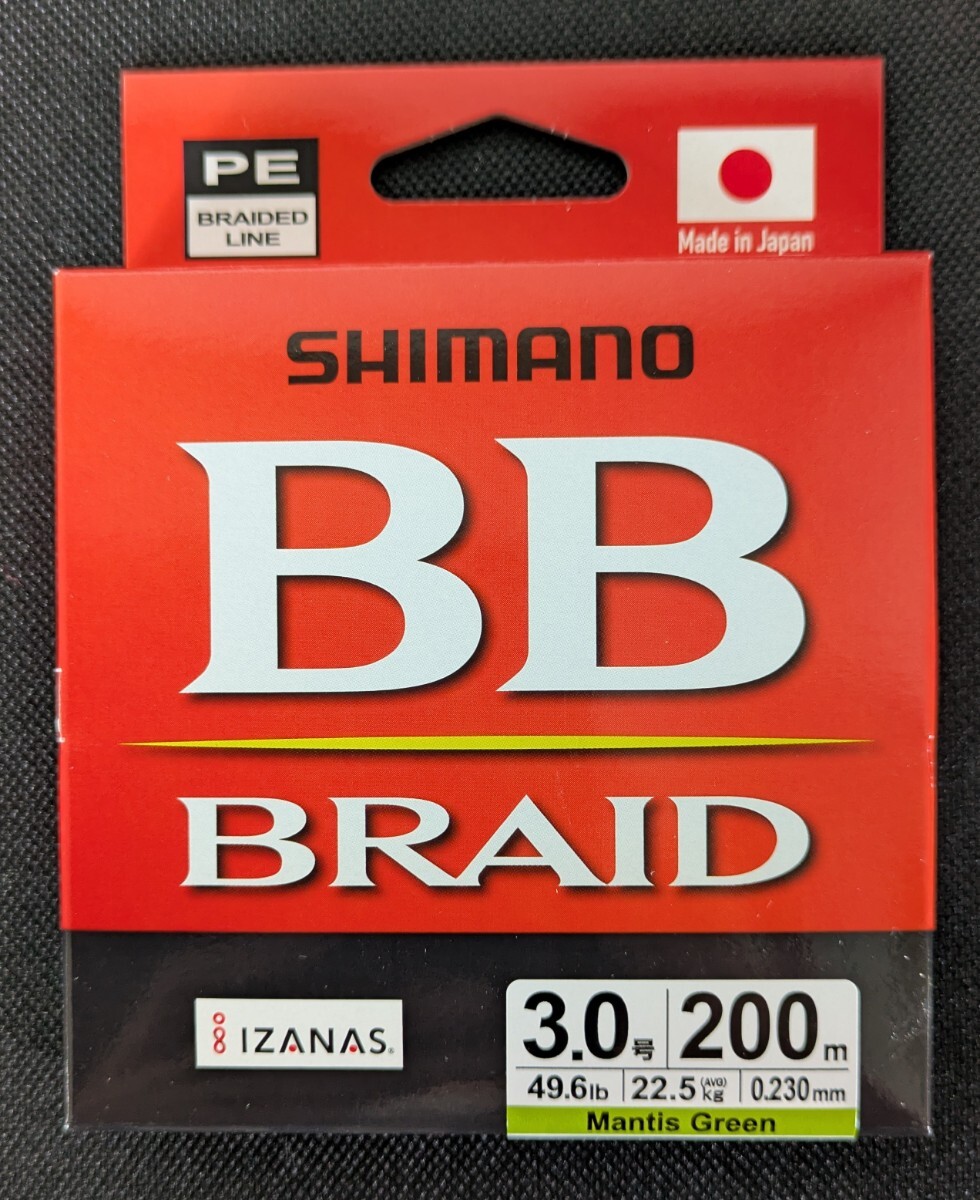 PE
BRAIDED
LINE
Made in Japan
SHIMANO
BB
BRAID
IZANAS®
3.0号 200m
49.6lb 22.5(AVG)kg 0.230mm
Mantis Green